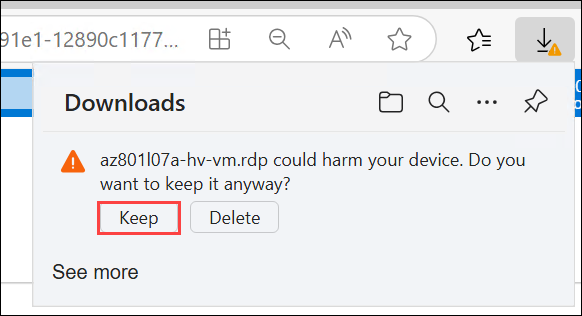 91e1-12890c1177...
Downloads
az801l07a-hv-vm.rdp could harm your device. Do you
want to keep it anyway?
Keep Delete
See more